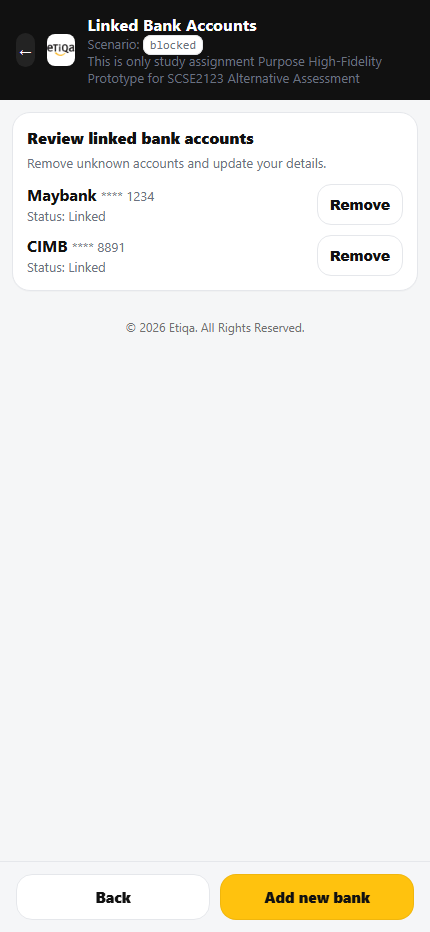 ←
etiqa
Linked Bank Accounts
Scenario: blocked
This is only study assignment Purpose High-Fidelity
Prototype for SCSE2123 Alternative Assessment
Review linked bank accounts
Remove unknown accounts and update your details.
Maybank **** 1234
Status: Linked
Remove
CIMB **** 8891
Status: Linked
Remove
© 2026 Etiqa. All Rights Reserved.
Back
Add new bank